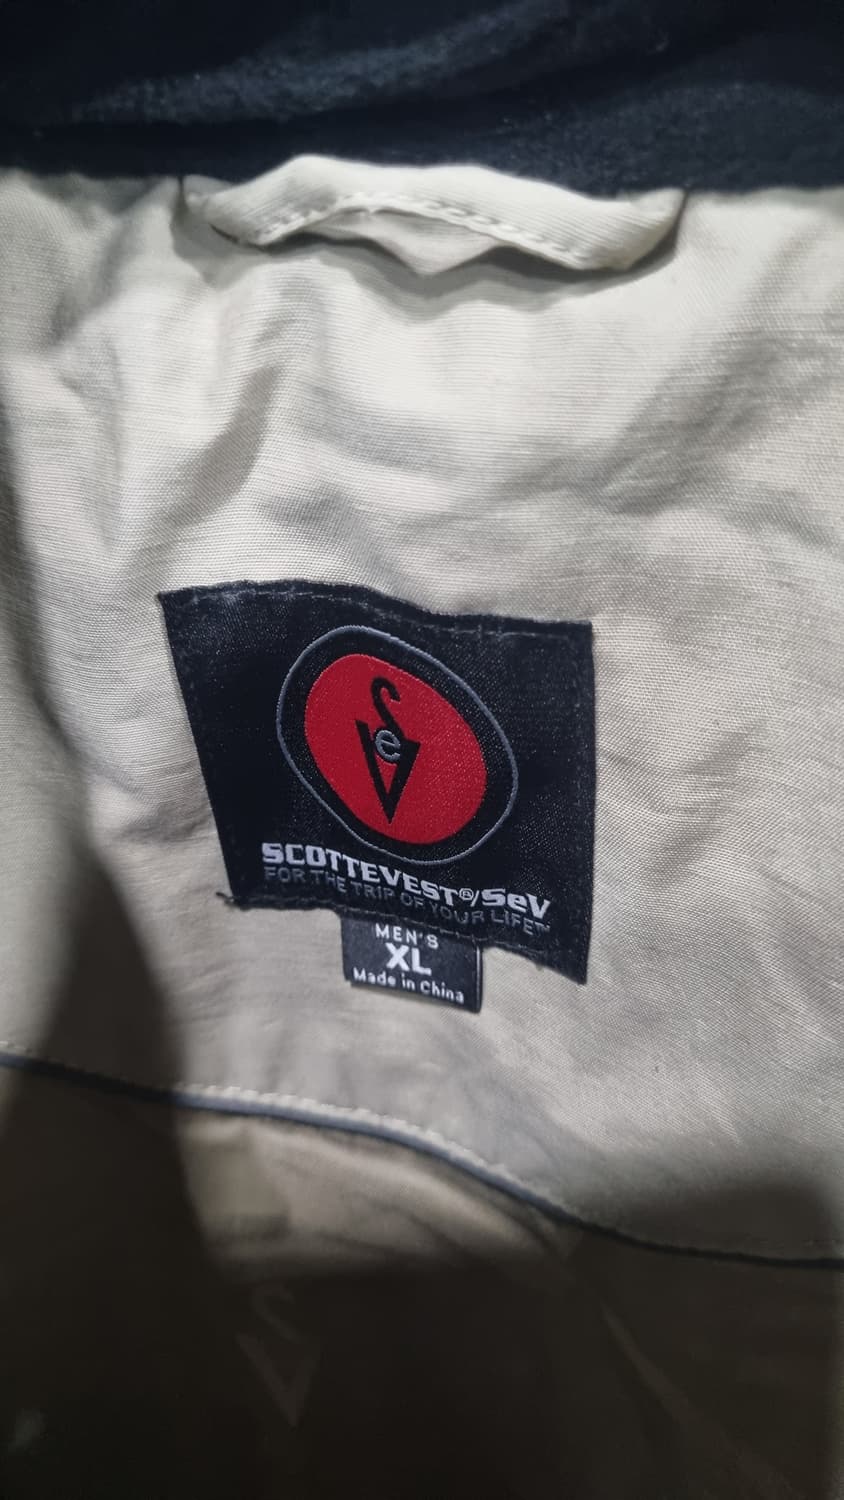 SeV
SCOTTEVEST®/SeV
FOR THE TRIP OF YOUR LIFE™
MEN'S
XL
Made in China